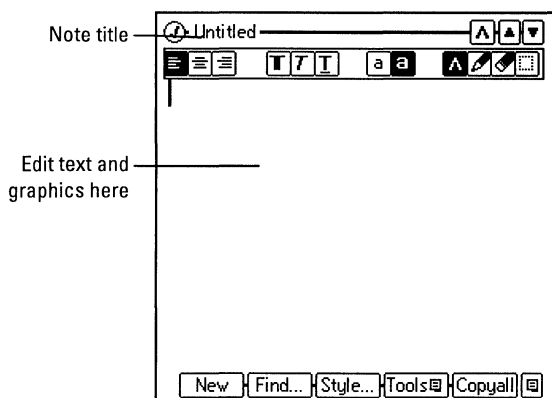 Note title
Untitled
T T T a a
Edit text and
graphics here
New Find... Style... Tools Copyall